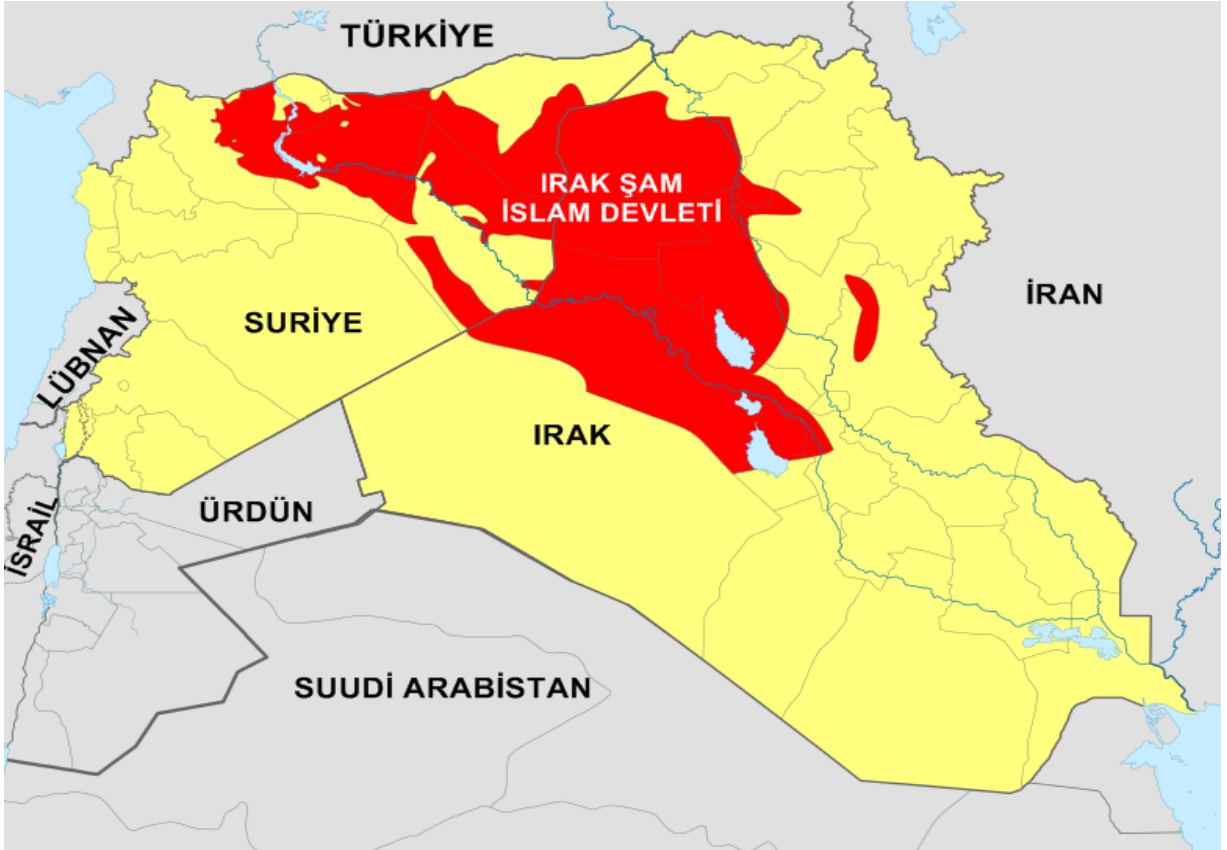 TÜRKİYE
IRAK ŞAM
İSLAM DEVLETİ
İRAN
SURİYE
LÜBNAN
IRAK
ÜRDÜN
İSRAİL
SUUDİ ARABİSTAN